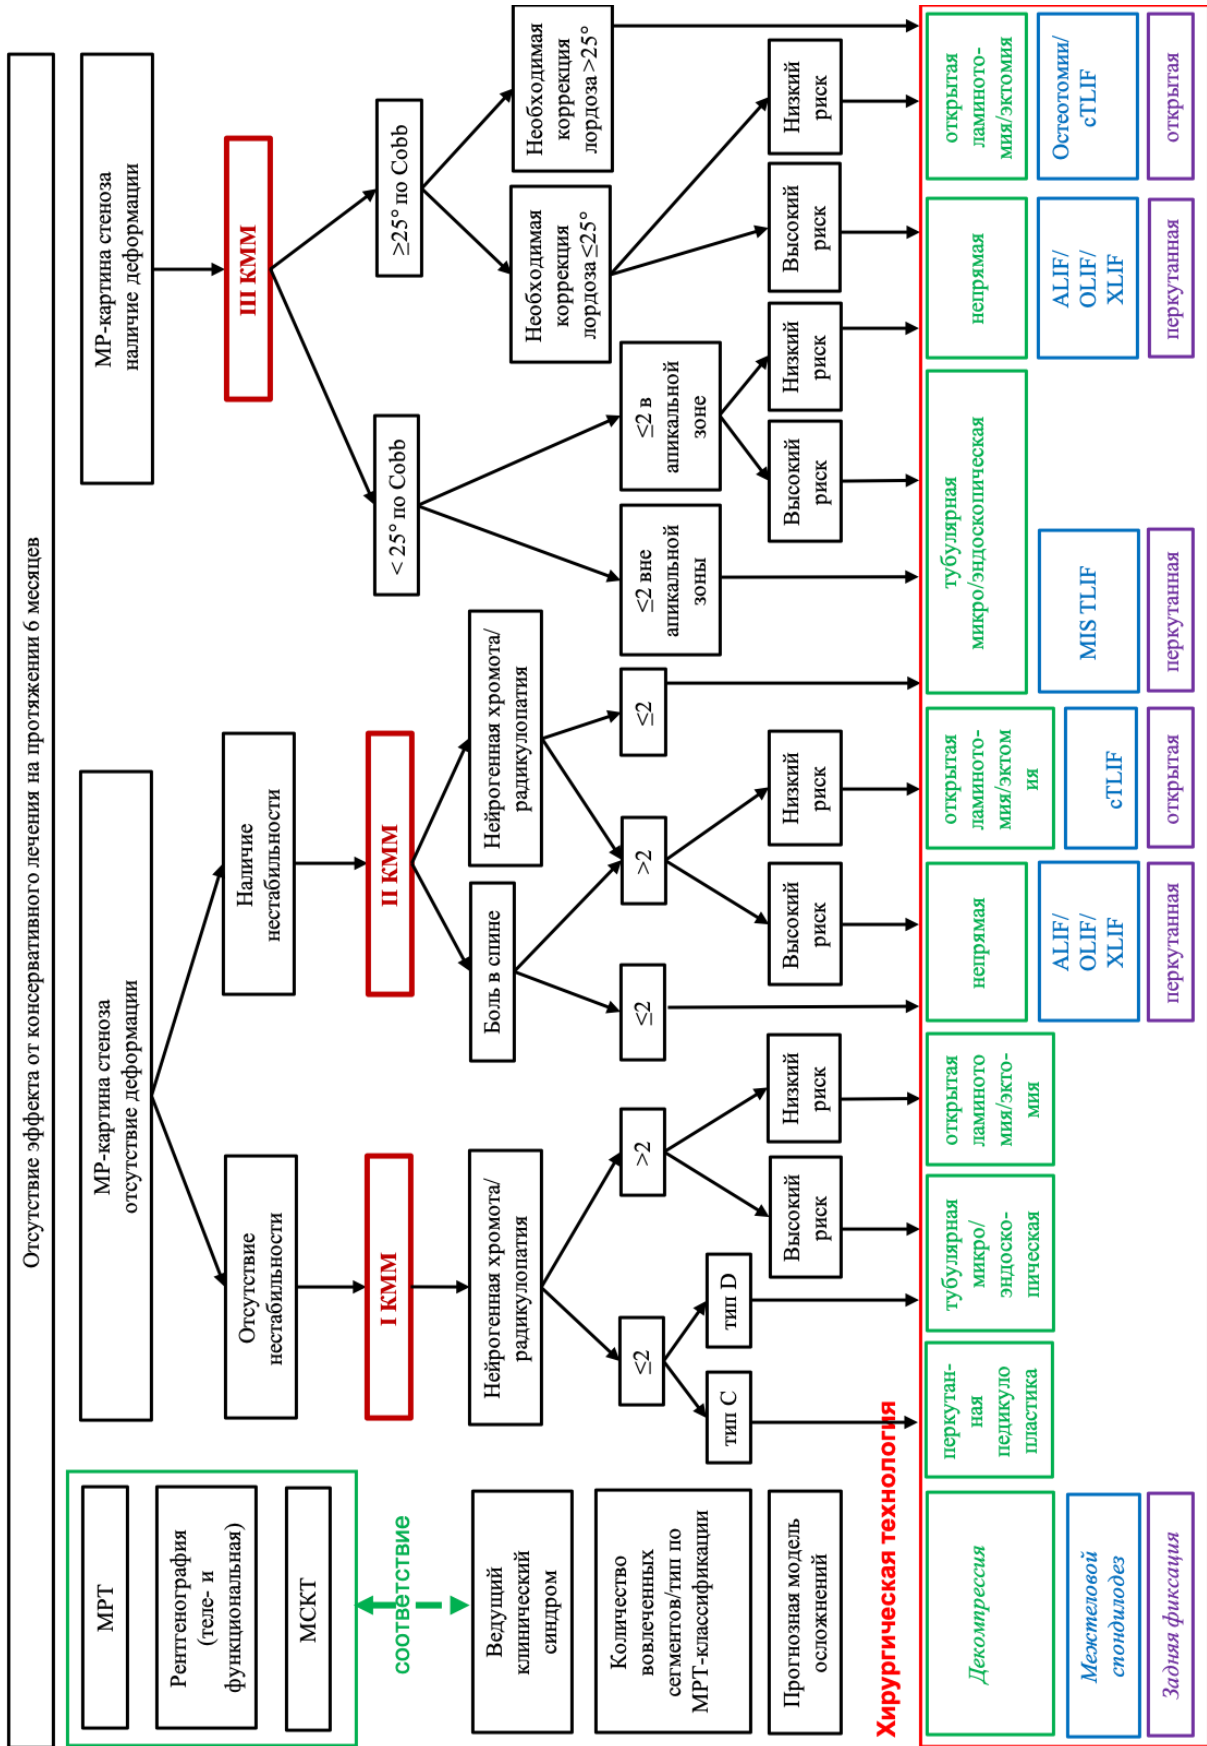 Отсутствие эффекта от консервативного лечения на протяжении 6 месяцев
МРТ
Рентгенография
(теле- и
функциональная)
МСКТ
соответствие
Ведущий
клинический
синдром
Количество
вовлеченных
сегментов/тип по
МРТ-классификации
Прогнозная модель
осложнений
МР-картина стеноза
отсутствие деформации
МР-картина стеноза
наличие деформации
Отсутствие
нестабильности
Наличие
нестабильности
I КММ
II КММ
III КММ
< 25° по Cobb
≥25° по Cobb
Нейрогенная хромота/
радикулопатия
Боль в спине
Нейрогенная хромота/
радикулопатия
Необходимая
коррекция
лордоза ≤25°
Необходимая
коррекция
лордоза >25°
≤2
>2
≤2
>2
≤2
≤2 вне
апикальной
зоны
≤2 в
апикальной
зоне
тип C
тип D
Высокий
риск
Низкий
риск
Высокий
риск
Низкий
риск
Высокий
риск
Низкий
риск
Высокий
риск
Низкий
риск
Хирургическая технология
Декомпрессия
перкутан-
ная
педикуло
пластика
тубулярная
микро/
эндоско-
пическая
открытая
ламиното
мия/экто-
мия
непрямая
открытая
ламиното-
мия/эктом
ия
тубулярная
микро/эндоскопическая
непрямая
открытая
ламиното-
мия/эктомия
Межтеловой
спондилодез
ALIF/
OLIF/
XLIF
cTLIF
MIS TLIF
ALIF/
OLIF/
XLIF
Остеотомии/
cTLIF
Задняя фиксация
перкутанная
открытая
перкутанная
перкутанная
открытая